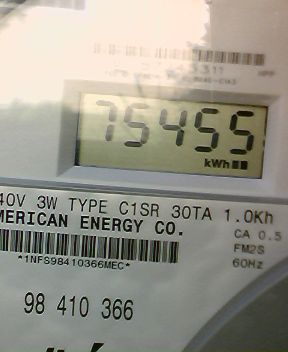 75455
kWh
40V 3W TYPE C1SR 30TA 1.0Kh
MERICAN ENERGY CO.
CA 0.5
FM2S
60Hz
*1NFS98410366MEC*
98 410 366